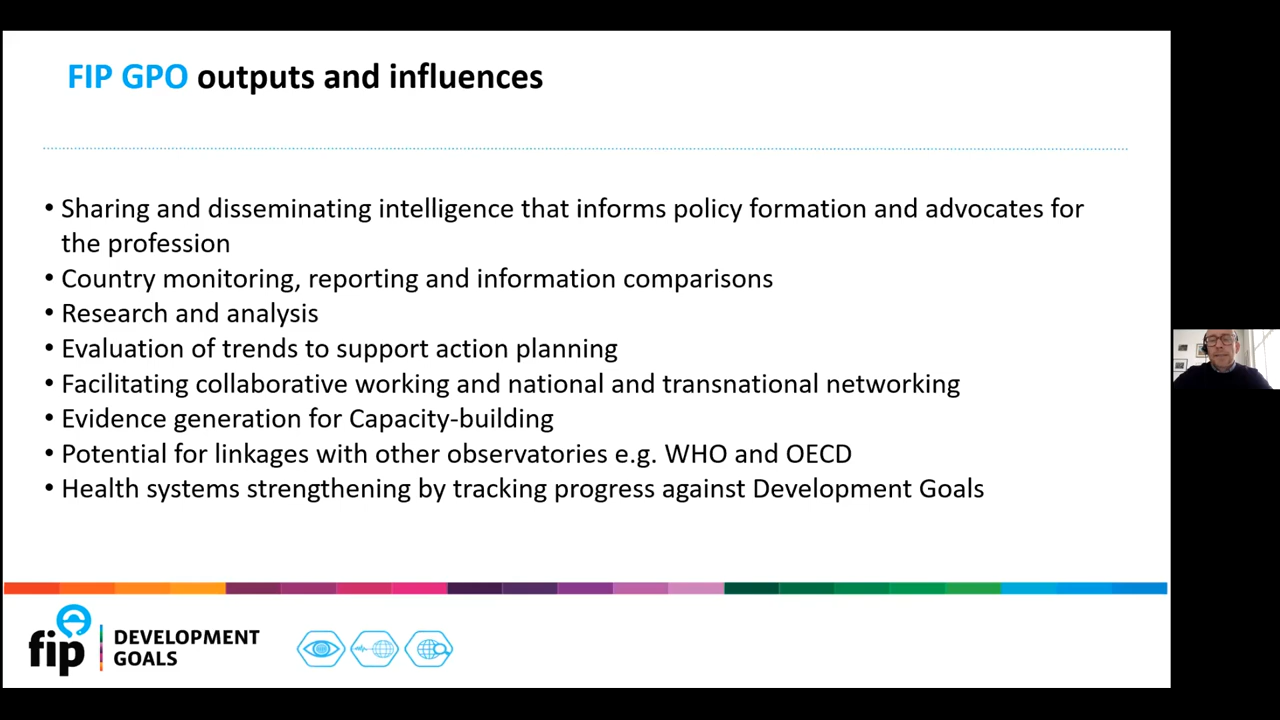 FIP GPO outputs and influences
• Sharing and disseminating intelligence that informs policy formation and advocates for
the profession
• Country monitoring, reporting and information comparisons
• Research and analysis
• Evaluation of trends to support action planning
• Facilitating collaborative working and national and transnational networking
• Evidence generation for Capacity-building
• Potential for linkages with other observatories e.g. WHO and OECD
• Health systems strengthening by tracking progress against Development Goals
fip
DEVELOPMENT
GOALS